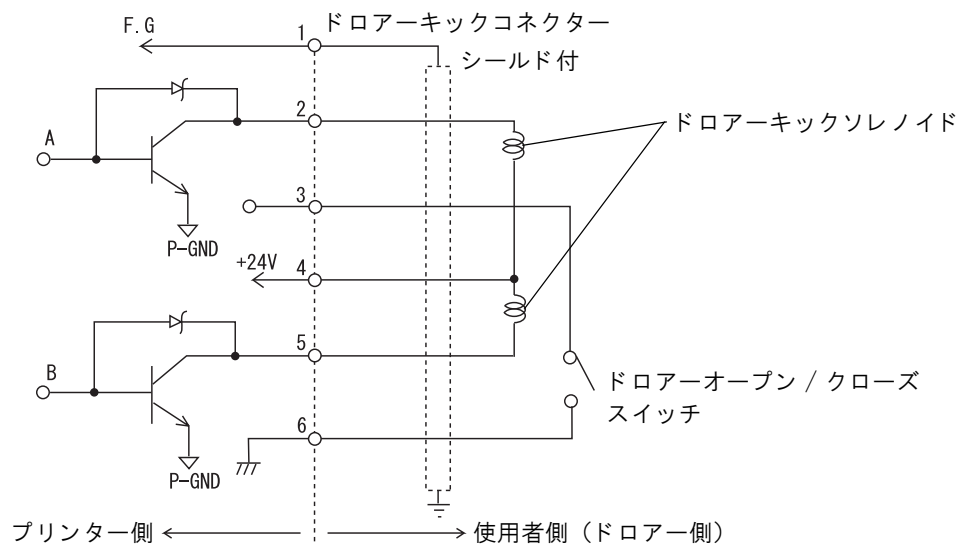 F.G
1
ドロアーキックコネクター
シールド付
2
ドロアーキックソレノイド
A
3
P-GND
+24V
4
5
B
ドロアーオープン / クローズ
スイッチ
6
P-GND
プリンター側
使用者側（ドロアー側）